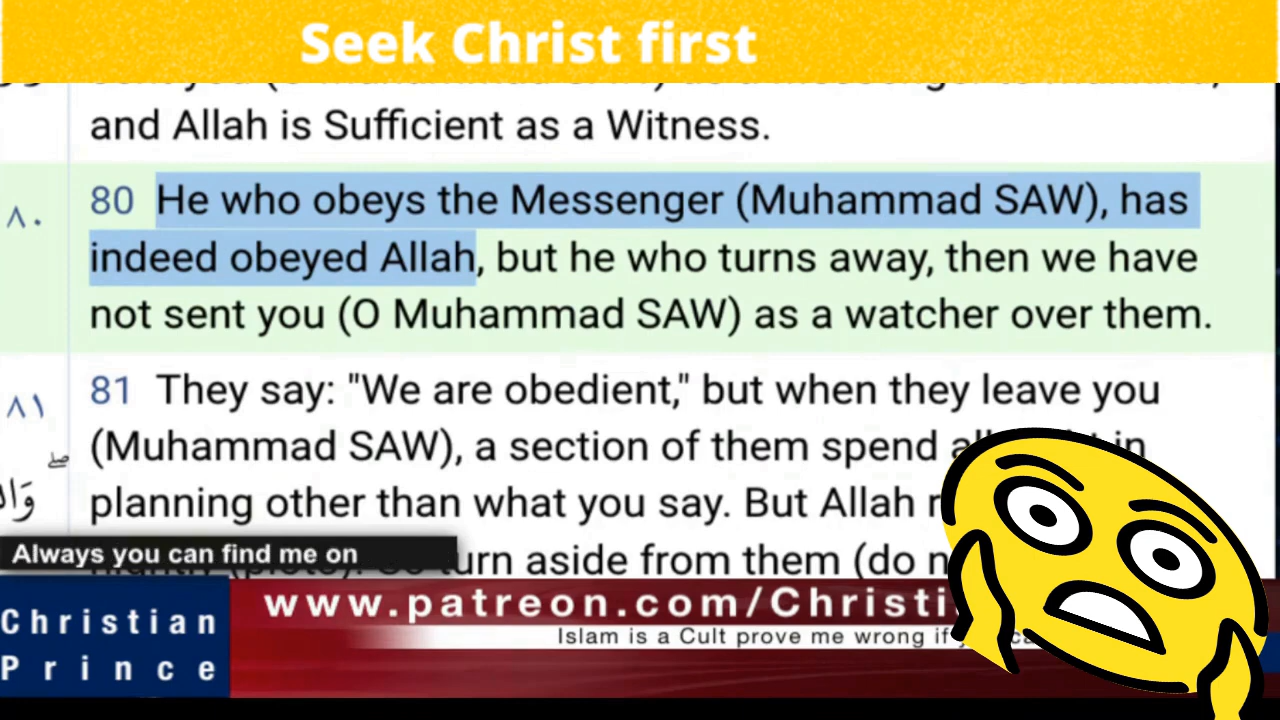 Seek Christ first
and Allah is Sufficient as a Witness.
٨٠
80 He who obeys the Messenger (Muhammad SAW), has
indeed obeyed Allah, but he who turns away, then we have
not sent you (O Muhammad SAW) as a watcher over them.
٨١
81 They say: "We are obedient," but when they leave you
(Muhammad SAW), a section of them spend all in
planning other than what you say. But Allah
turn aside from them (do
Always you can find me on
Christian
Prince
www.patreon.com/Christi
Islam is a Cult prove me wrong if